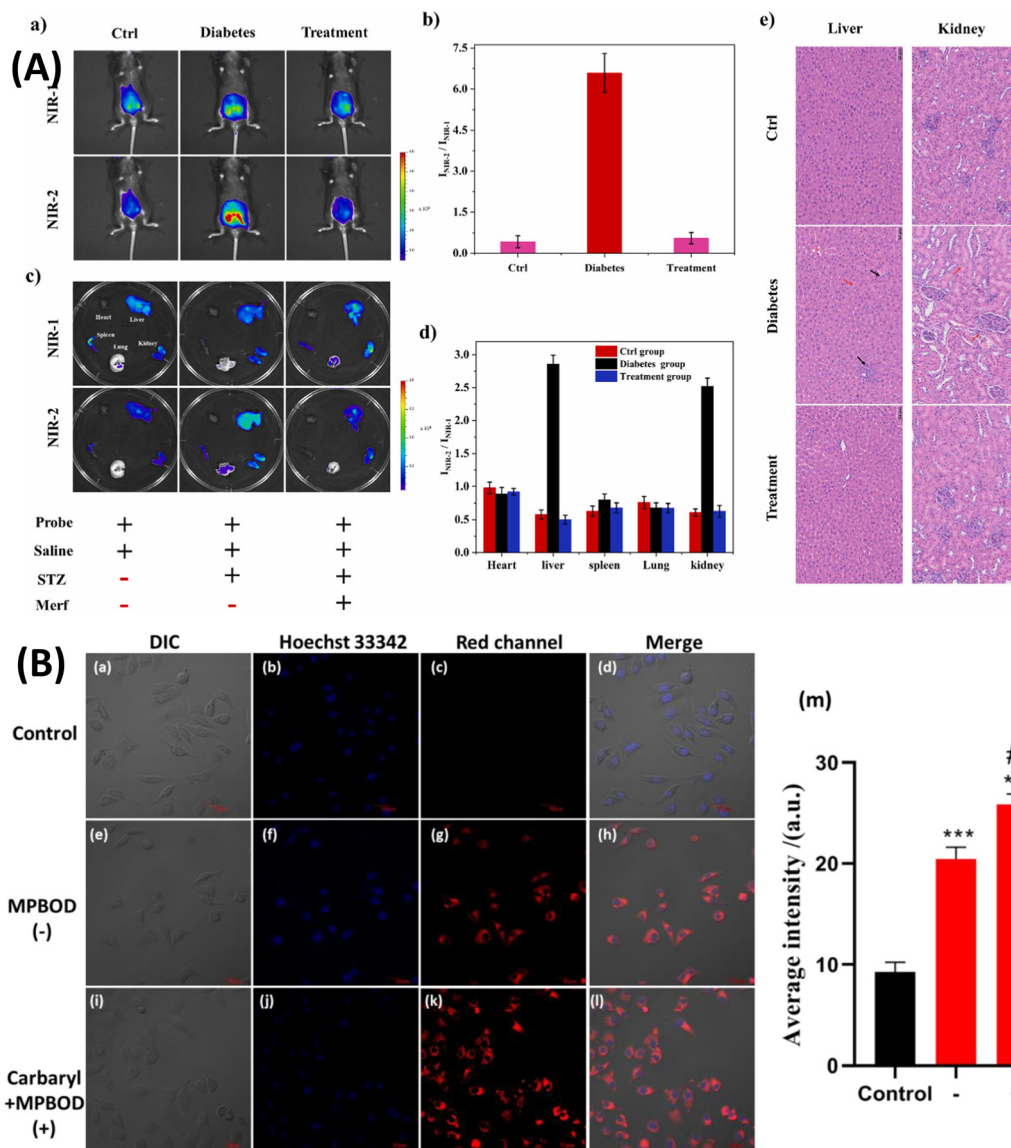 (A)
a)
Ctrl Diabetes Treatment
NIR-1
NIR-2
b)
I_NIR-2 / I_NIR-1
7.5
6.0
4.5
3.0
1.5
0.0
Ctrl Diabetes Treatment
c)
NIR-1
Heart Liver
Spleen
Lung Kidney
NIR-2
Probe + + +
Saline + + +
STZ - + +
Merf - - +
d)
Ctrl group
Diabetes group
Treatment group
I_NIR-2 / I_NIR-1
3.0
2.5
2.0
1.5
1.0
0.5
0.0
Heart liver spleen Lung kidney
e)
Liver Kidney
Ctrl
Diabetes
Treatment
(B)
DIC Hoechst 33342 Red channel Merge
Control
(a) (b) (c) (d)
MPBOD
(-)
(e) (f) (g) (h)
Carbaryl
+MPBOD
(+)
(i) (j) (k) (l)
(m)
Average intensity /(a.u.)
30
20
10
0
***
#
*
Control -